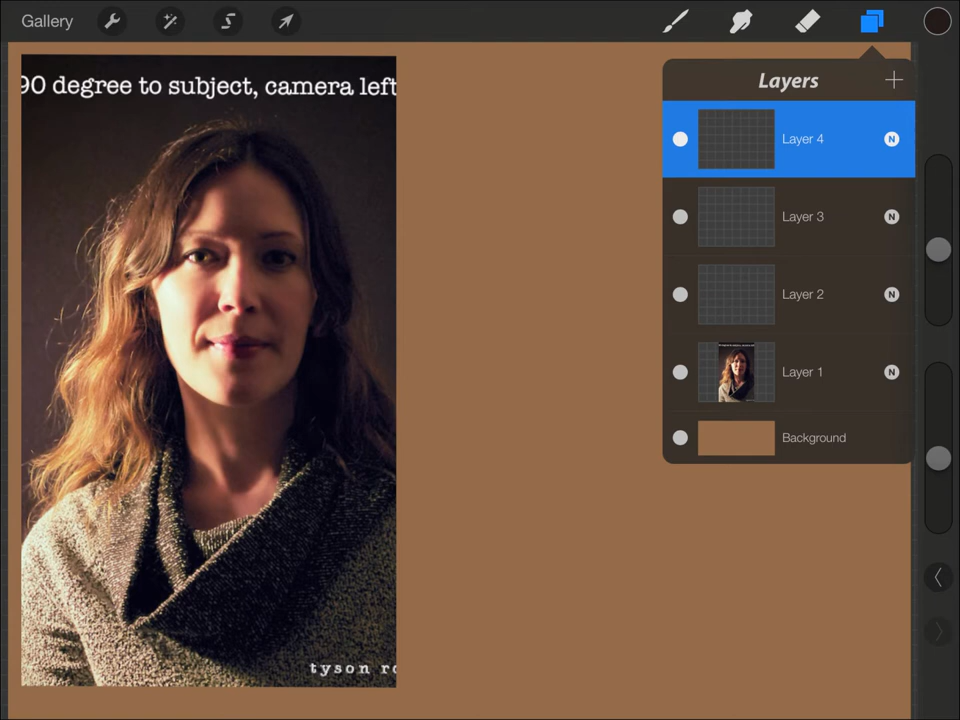 Gallery
90 degree to subject, camera left
Layers
Layer 4
N
Layer 3
N
Layer 2
N
Layer 1
N
Background
tyson